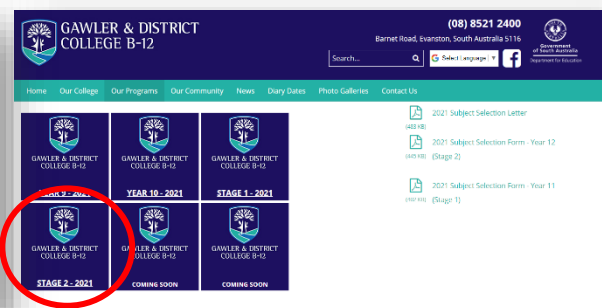 GAWLER & DISTRICT
COLLEGE B-12
(08) 8521 2400
Barnet Road, Evanston, South Australia 5116
Search...
Select Language
Government
of South Australia
Department for Education
Home Our College Our Programs Our Community News Diary Dates Photo Galleries Contact Us
GAWLER & DISTRICT
COLLEGE B-12
YEAR 9 - 2021
GAWLER & DISTRICT
COLLEGE B-12
YEAR 10 - 2021
GAWLER & DISTRICT
COLLEGE B-12
STAGE 1 - 2021
GAWLER & DISTRICT
COLLEGE B-12
STAGE 2 - 2021
GAWLER & DISTRICT
COLLEGE B-12
COMING SOON
GAWLER & DISTRICT
COLLEGE B-12
COMING SOON
2021 Subject Selection Letter
2021 Subject Selection Form - Year 12
(Stage 2)
2021 Subject Selection Form - Year 11
(Stage 1)